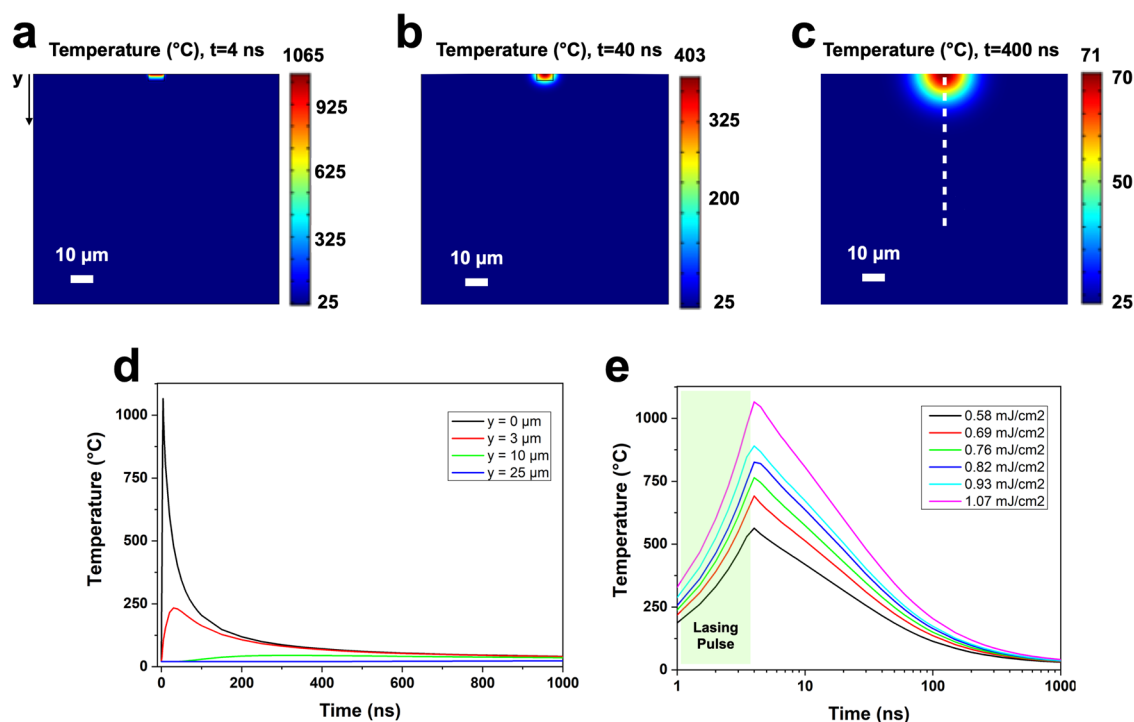 a
Temperature (°C), t=4 ns 1065
y
925
625
325
25
10 µm
b
Temperature (°C), t=40 ns 403
325
200
25
10 µm
c
Temperature (°C), t=400 ns 71
70
50
25
10 µm
d
Temperature (°C)
1000
750
500
250
0
0 200 400 600 800 1000
Time (ns)
y = 0 µm
y = 3 µm
y = 10 µm
y = 25 µm
e
Temperature (°C)
1000
750
500
250
0
1 10 100 1000
Time (ns)
0.58 mJ/cm2
0.69 mJ/cm2
0.76 mJ/cm2
0.82 mJ/cm2
0.93 mJ/cm2
1.07 mJ/cm2
Lasing
Pulse